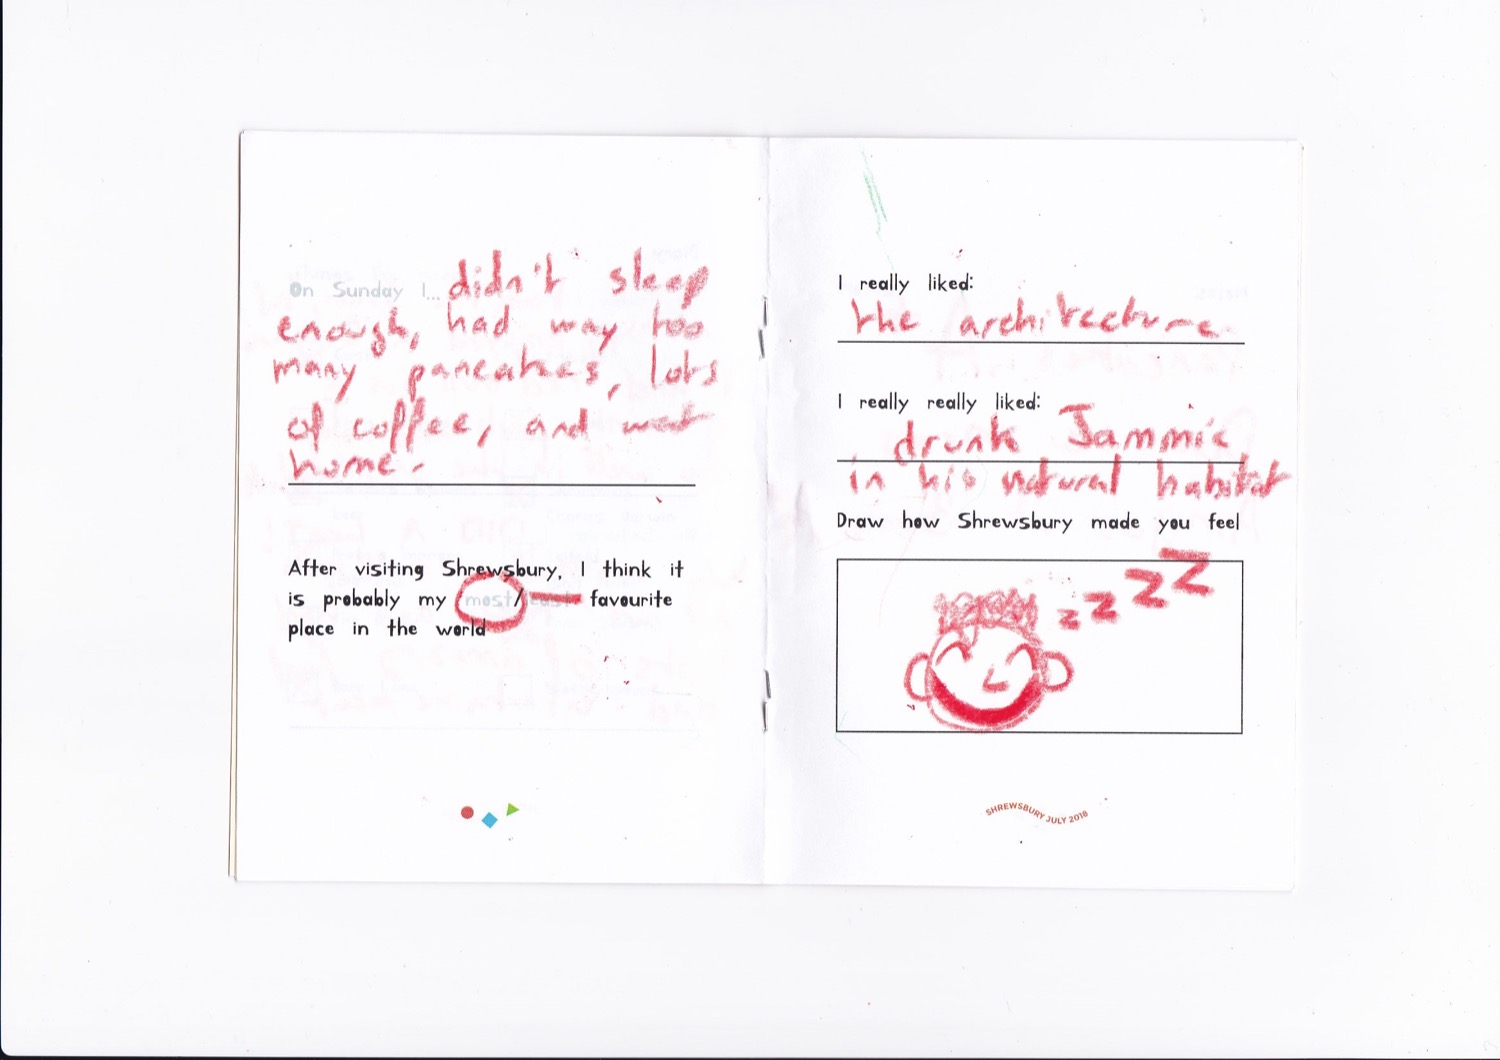 On Sunday I... didn't sleep
enough, had way too
many pancakes, lots
of coffee, and went
home.
After visiting Shrewsbury, I think it
is probably my most/least favourite
place in the world
I really liked:
the architecture
I really really liked:
drunk Jammie
in his natural habitat
Draw how Shrewsbury made you feel
z z z z
SHREWSBURY JULY 2018